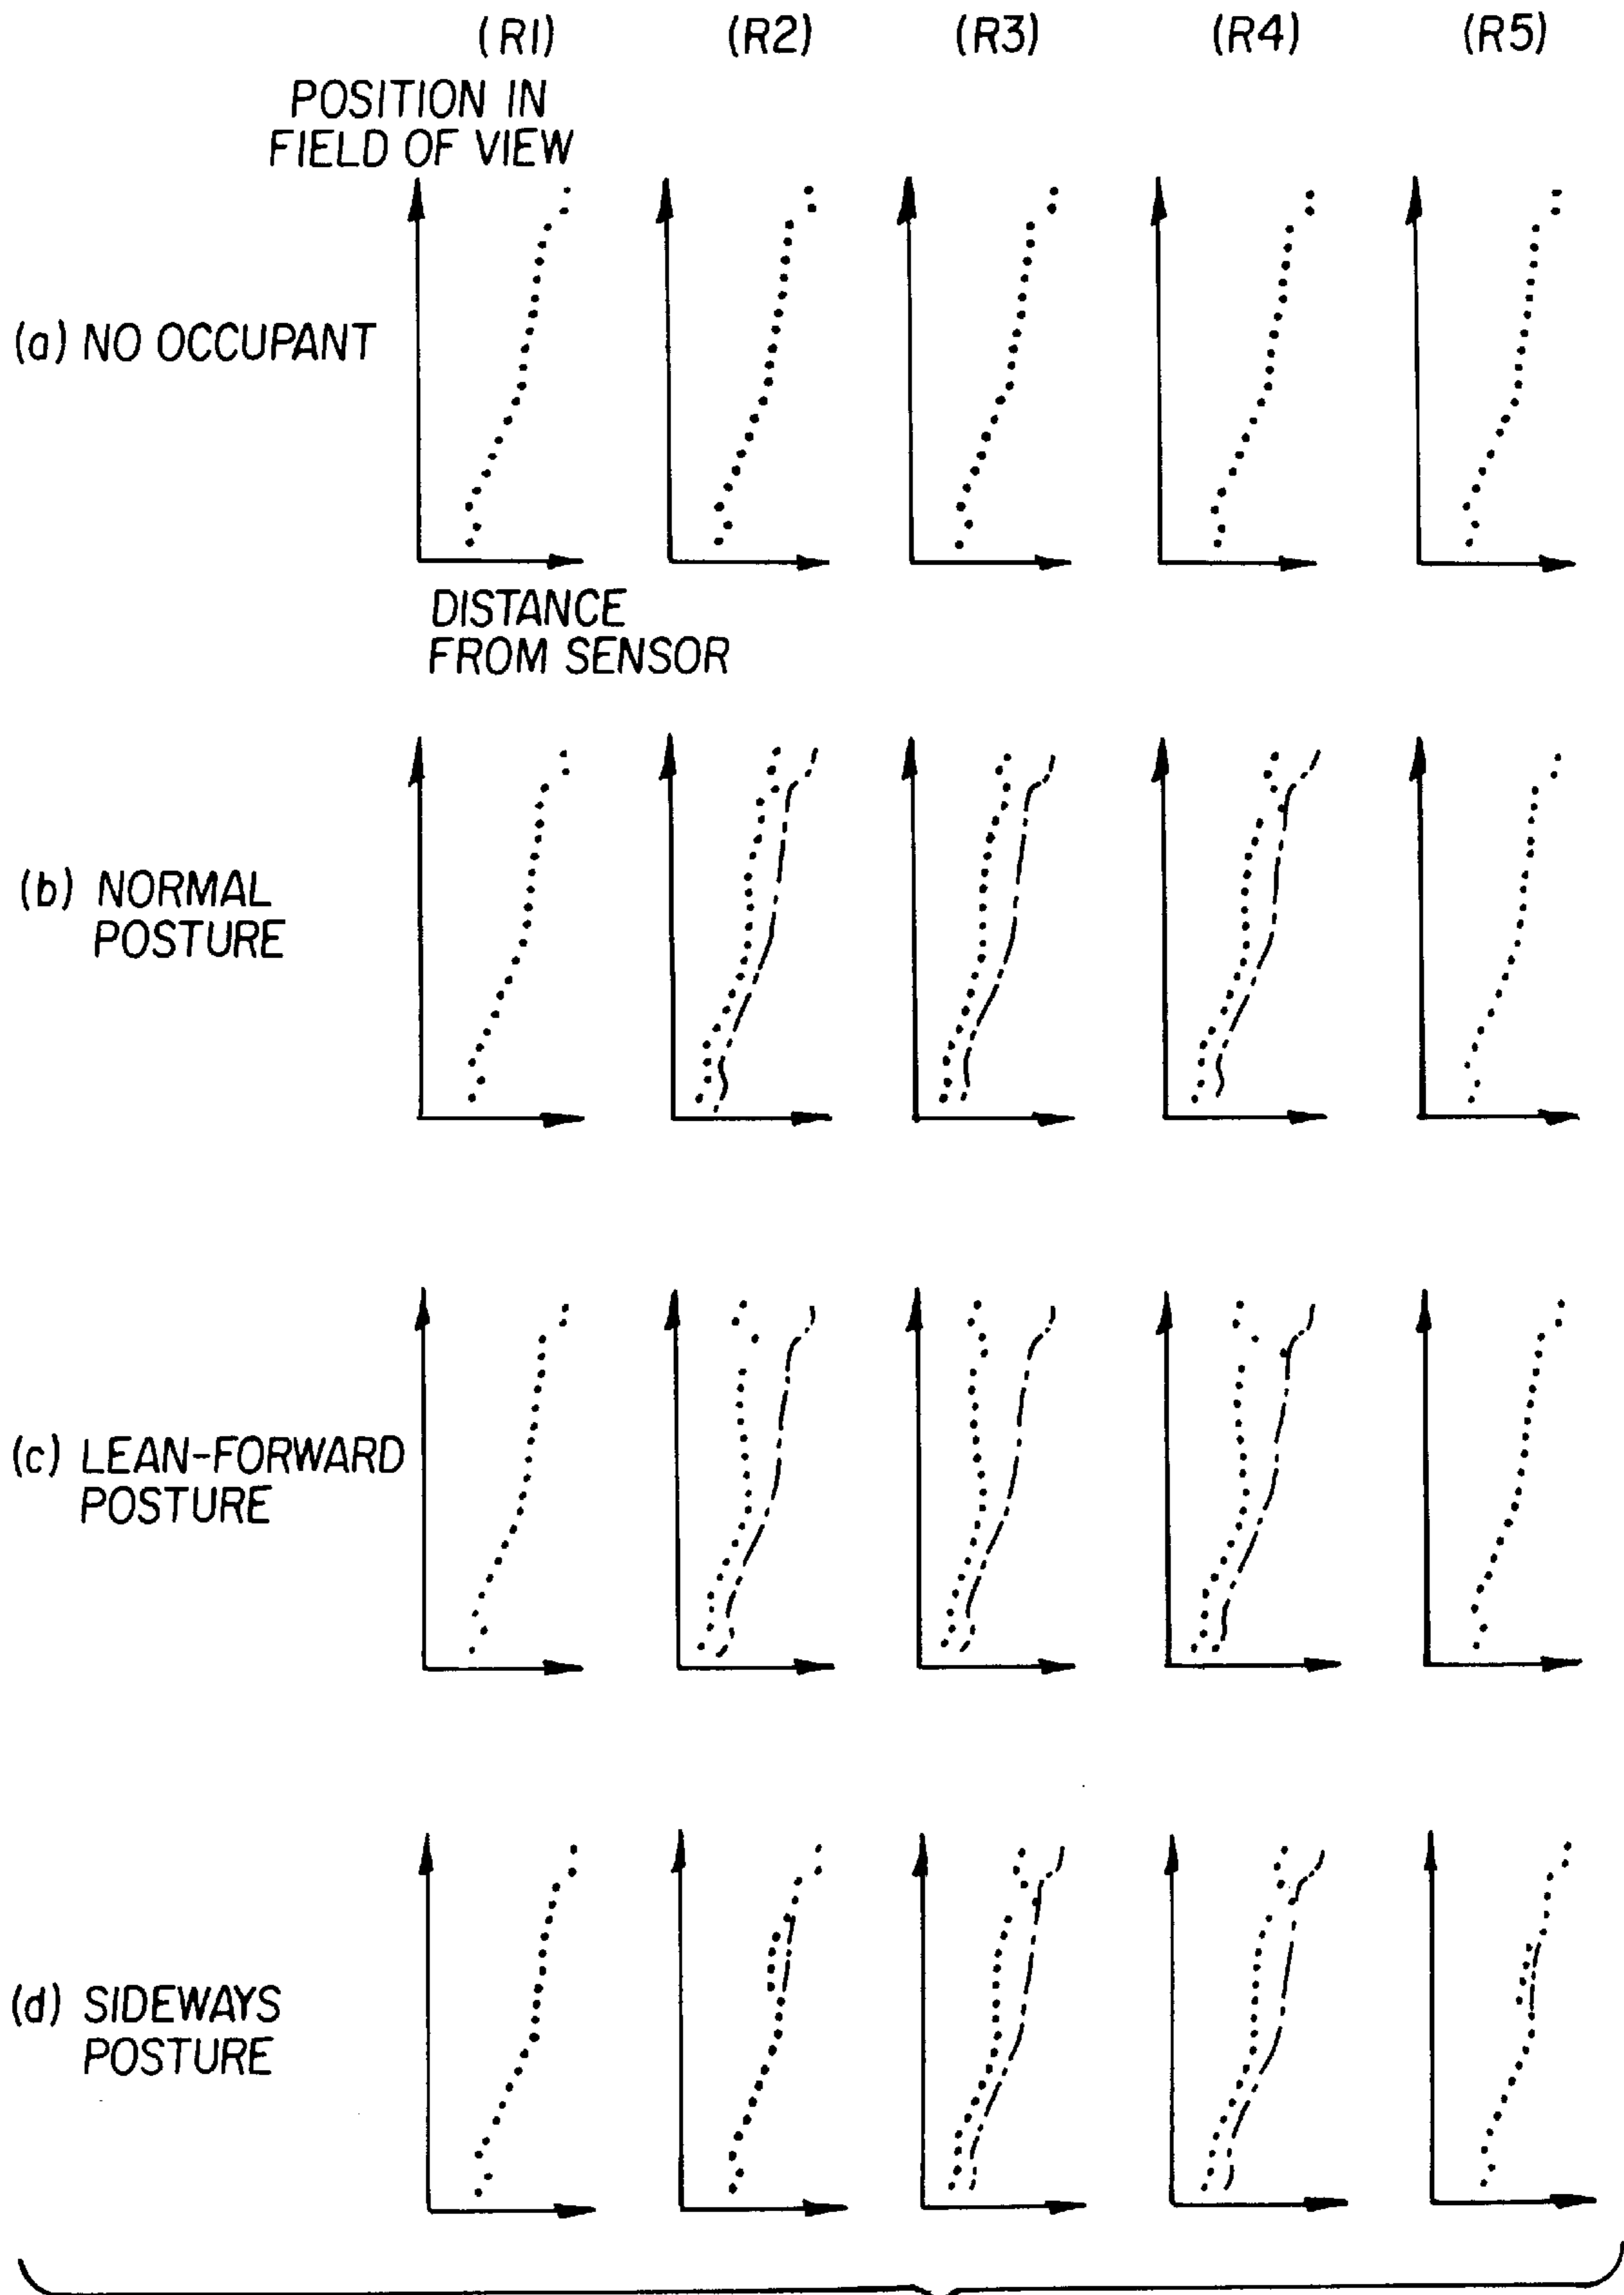 (R1) (R2) (R3) (R4) (R5)
POSITION IN
FIELD OF VIEW
(a) NO OCCUPANT
DISTANCE
FROM SENSOR
(b) NORMAL
POSTURE
(c) LEAN-FORWARD
POSTURE
(d) SIDEWAYS
POSTURE